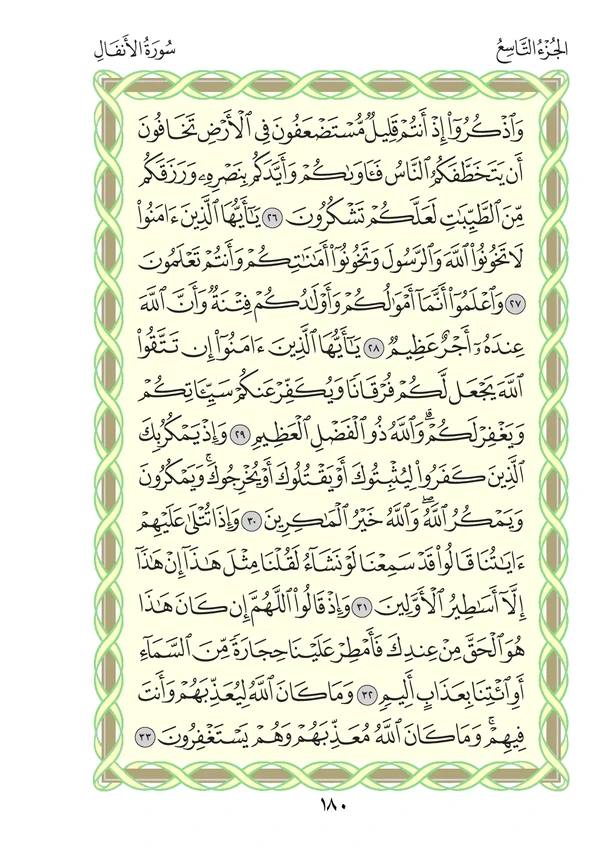 الجُزْءُ التَّاسِعُ
سُورَةُ الأَنفَالِ
وَٱذْكُرُوٓا۟ إِذْ أَنتُمْ قَلِيلٌ مُّسْتَضْعَفُونَ فِى ٱلْأَرْضِ تَخَافُونَ
أَن يَتَخَطَّفَكُمُ ٱلنَّاسُ فَـَٔاوَىٰكُمْ وَأَيَّدَكُم بِنَصْرِهِۦ وَرَزَقَكُم
مِّنَ ٱلطَّيِّبَٰتِ لَعَلَّكُمْ تَشْكُرُونَ ٢٦ يَٰٓأَيُّهَا ٱلَّذِينَ ءَامَنُوا۟
لَا تَخُونُوا۟ ٱللَّهَ وَٱلرَّسُولَ وَتَخُونُوٓا۟ أَمَٰنَٰتِكُمْ وَأَنتُمْ تَعْلَمُونَ
٢٧ وَٱعْلَمُوٓا۟ أَنَّمَآ أَمْوَٰلُكُمْ وَأَوْلَٰدُكُمْ فِتْنَةٌ وَأَنَّ ٱللَّهَ
عِندَهُۥٓ أَجْرٌ عَظِيمٌ ٢٨ يَٰٓأَيُّهَا ٱلَّذِينَ ءَامَنُوٓا۟ إِن تَتَّقُوا۟
ٱللَّهَ يَجْعَل لَّكُمْ فُرْقَانًا وَيُكَفِّرْ عَنكُمْ سَيِّـَٔاتِكُمْ
وَيَغْفِرْ لَكُمْ ۗ وَٱللَّهُ ذُو ٱلْفَضْلِ ٱلْعَظِيمِ ٢٩ وَإِذْ يَمْكُرُ بِكَ
ٱلَّذِينَ كَفَرُوا۟ لِيُثْبِتُوكَ أَوْ يَقْتُلُوكَ أَوْ يُخْرِجُوكَ ۚ وَيَمْكُرُونَ
وَيَمْكُرُ ٱللَّهُ ۖ وَٱللَّهُ خَيْرُ ٱلْمَٰكِرِينَ ٣٠ وَإِذَا تُتْلَىٰ عَلَيْهِمْ
ءَايَٰتُنَا قَالُوا۟ قَدْ سَمِعْنَا لَوْ نَشَآءُ لَقُلْنَا مِثْلَ هَٰذَآ إِنْ هَٰذَآ
إِلَّآ أَسَٰطِيرُ ٱلْأَوَّلِينَ ٣١ وَإِذْ قَالُوا۟ ٱللَّهُمَّ إِن كَانَ هَٰذَا
هُوَ ٱلْحَقَّ مِنْ عِندِكَ فَأَمْطِرْ عَلَيْنَا حِجَارَةً مِّنَ ٱلسَّمَآءِ
أَوِ ٱئْتِنَا بِعَذَابٍ أَلِيمٍ ٣٢ وَمَا كَانَ ٱللَّهُ لِيُعَذِّبَهُمْ وَأَنتَ
فِيهِمْ ۚ وَمَا كَانَ ٱللَّهُ مُعَذِّبَهُمْ وَهُمْ يَسْتَغْفِرُونَ ٣٣
١٨٠